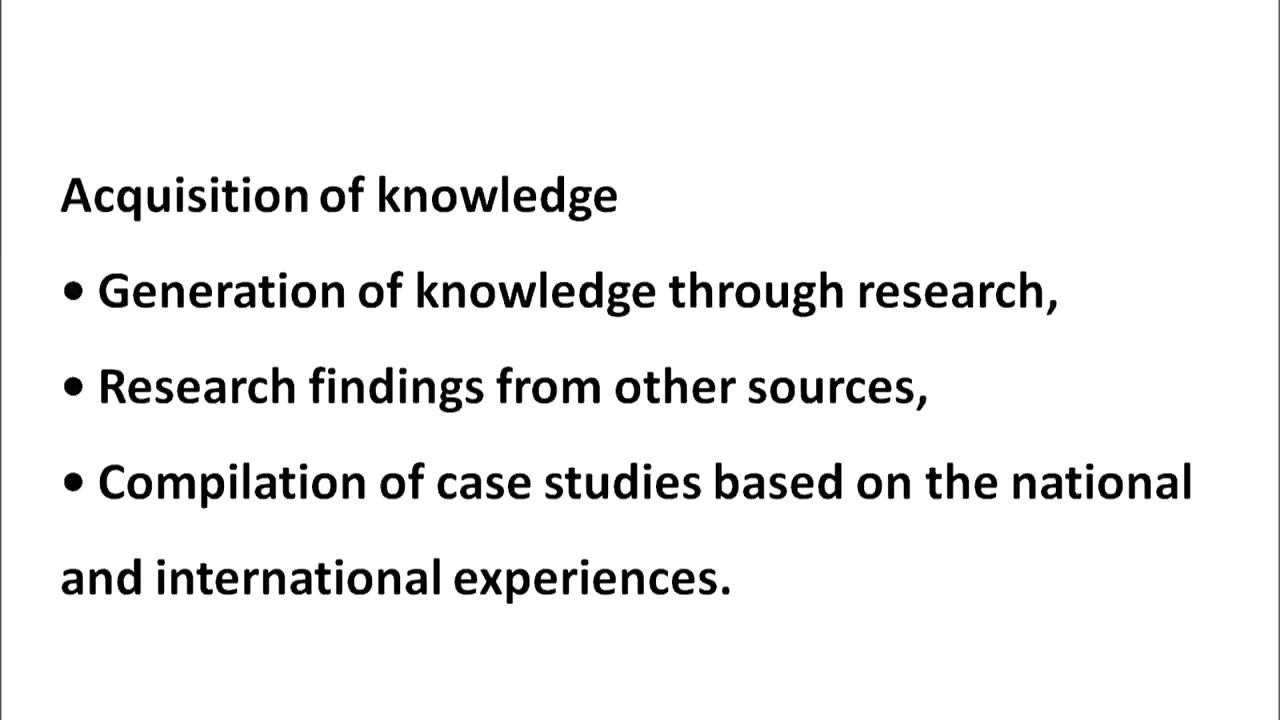 Acquisition of knowledge
• Generation of knowledge through research,
• Research findings from other sources,
• Compilation of case studies based on the national
and international experiences.